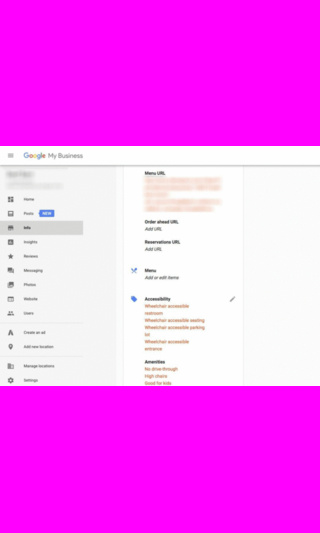 Google My Business
Home
Posts NEW
Info
Insights
Reviews
Messaging
Photos
Website
Users
Create an ad
Add new location
Manage locations
Settings
Menu URL
Order ahead URL
Add URL
Reservations URL
Add URL
Menu
Add or edit items
Accessibility
Wheelchair accessible
restroom
Wheelchair accessible seating
Wheelchair accessible parking
lot
Wheelchair accessible
entrance
Amenities
No drive-through
High chairs
Good for kids